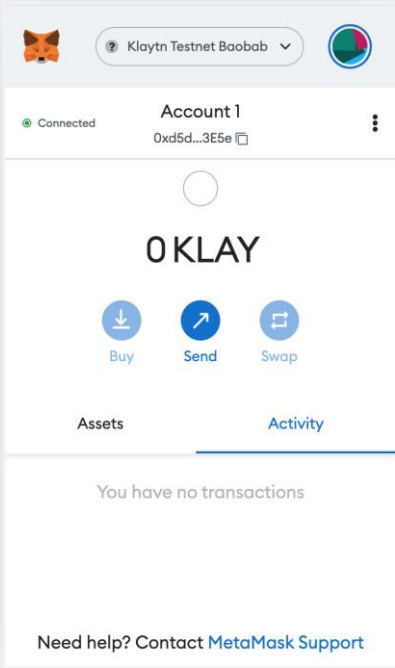 ? Klaytn Testnet Baobab
Connected
Account 1
0xd5d...3E5e
0 KLAY
Buy Send Swap
Assets Activity
You have no transactions
Need help? Contact MetaMask Support